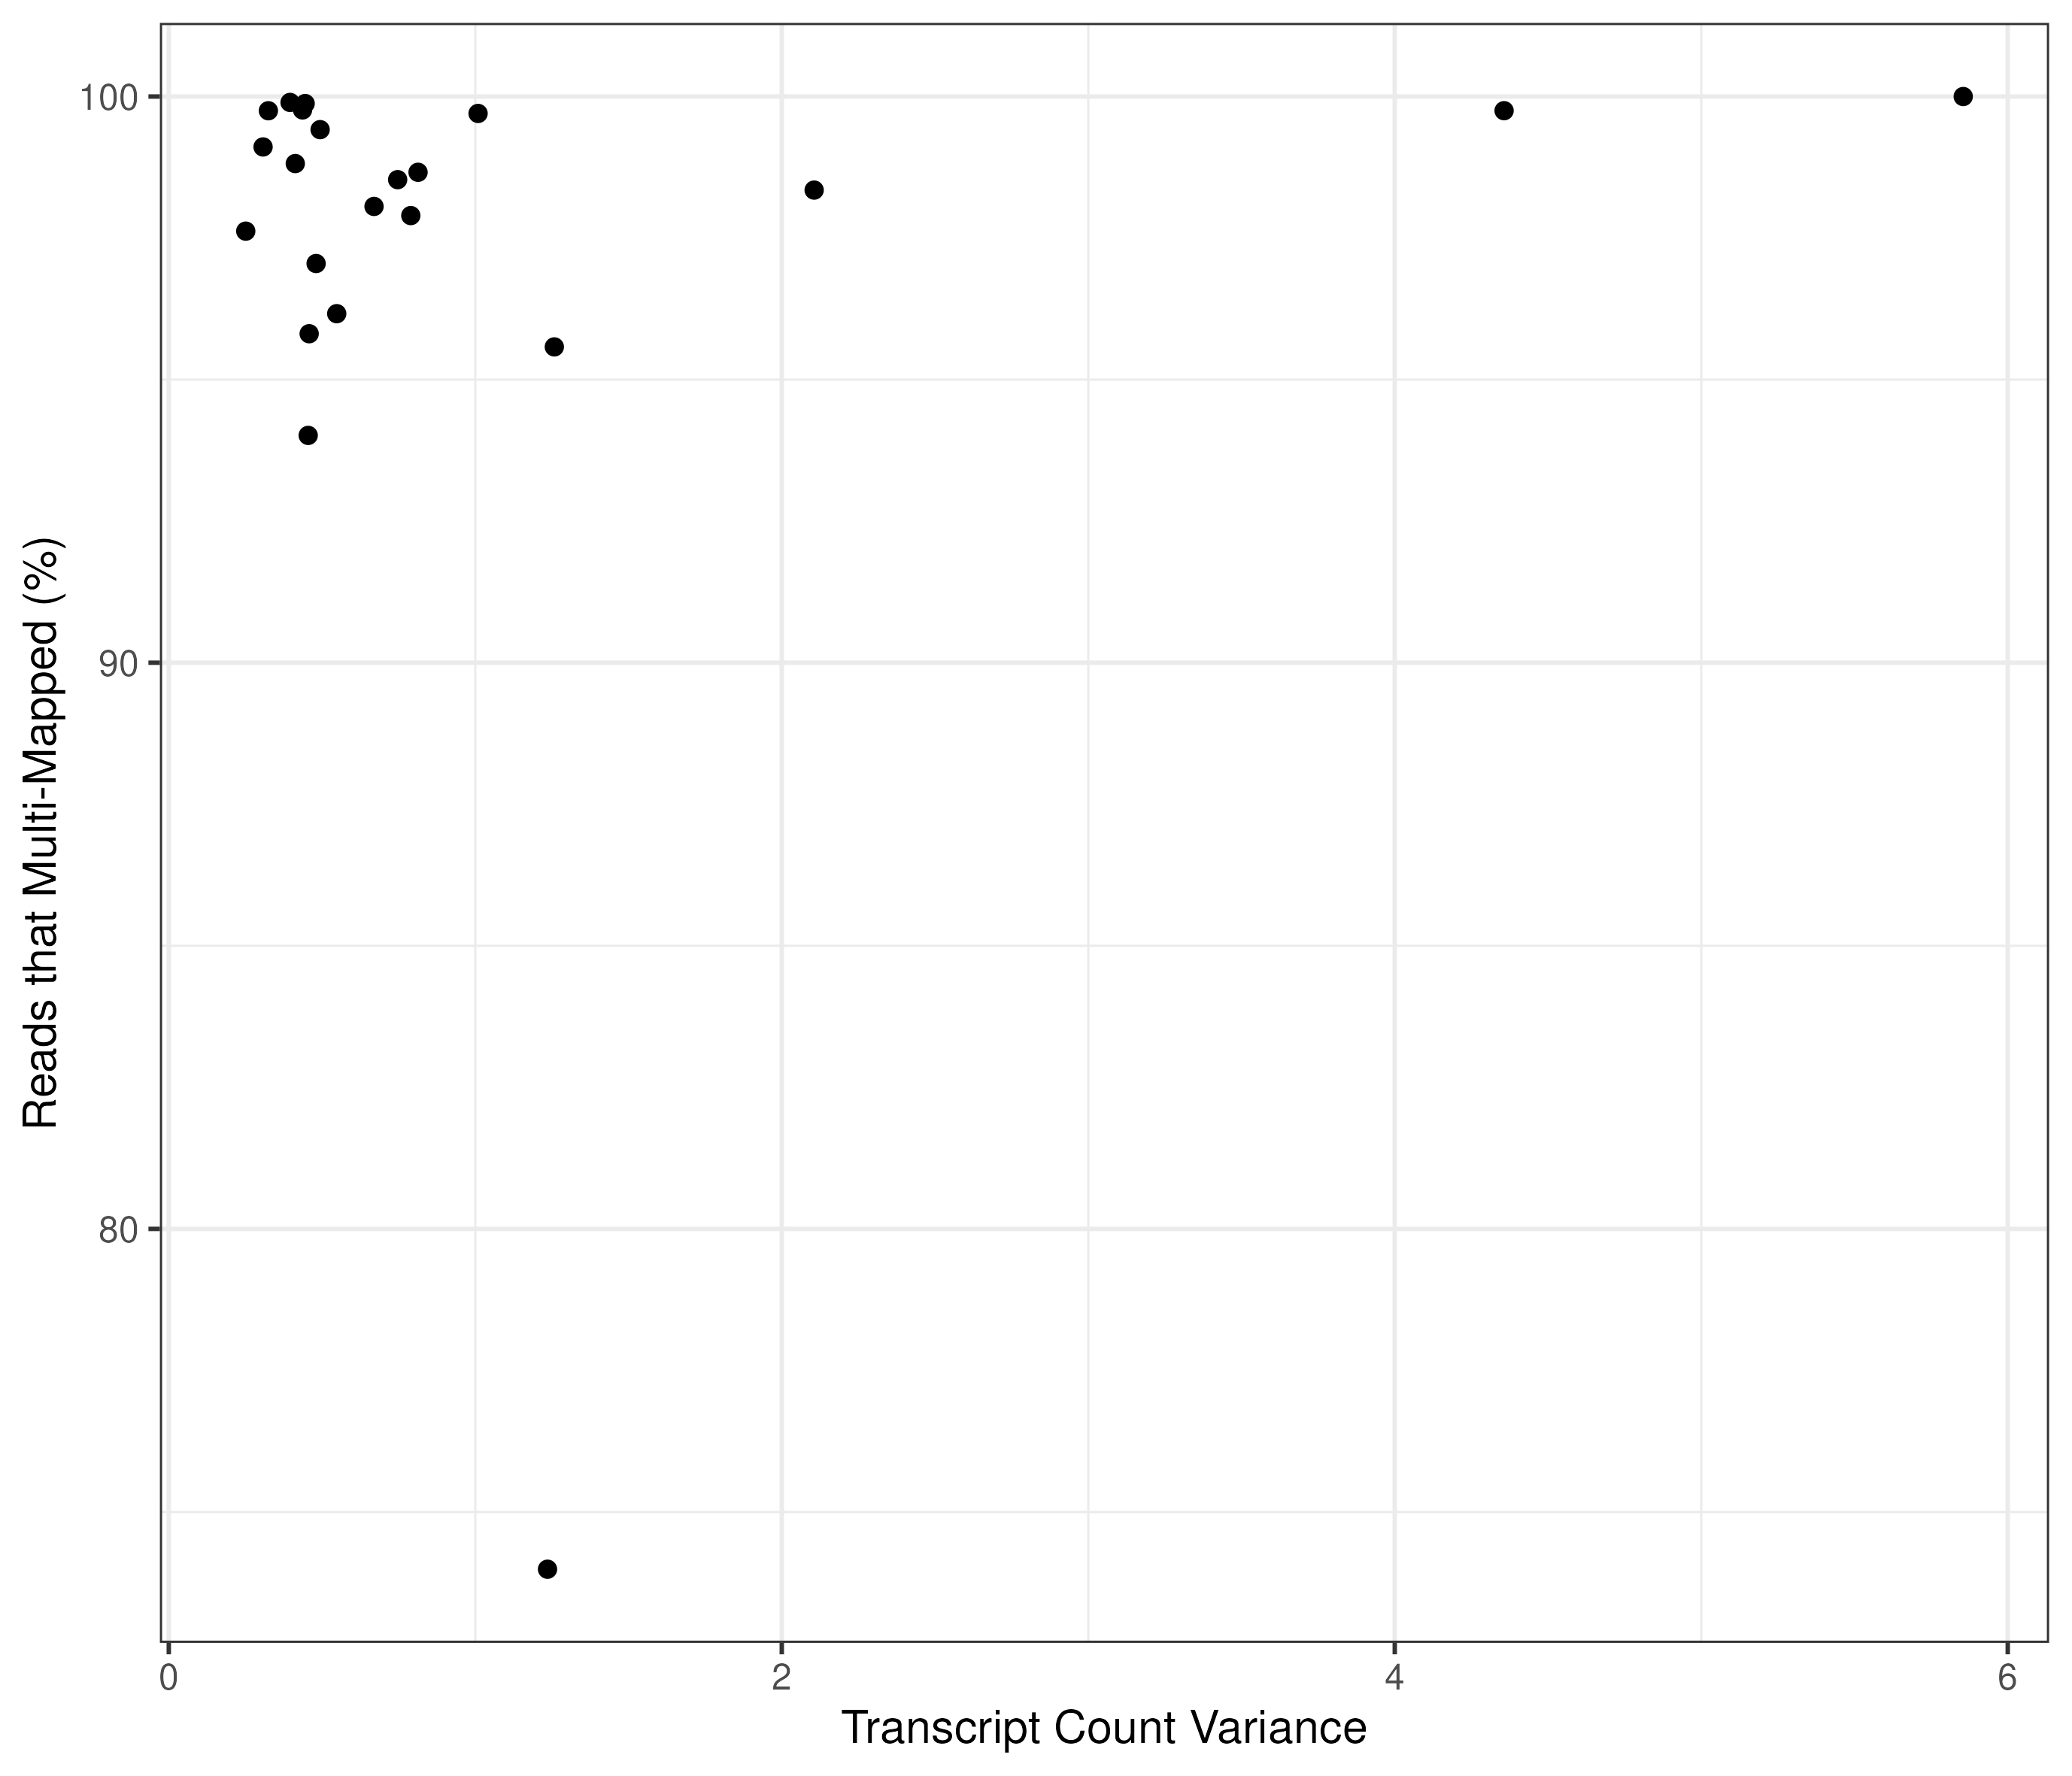 Reads that Multi-Mapped (%)
100
90
80
0 2 4 6
Transcript Count Variance